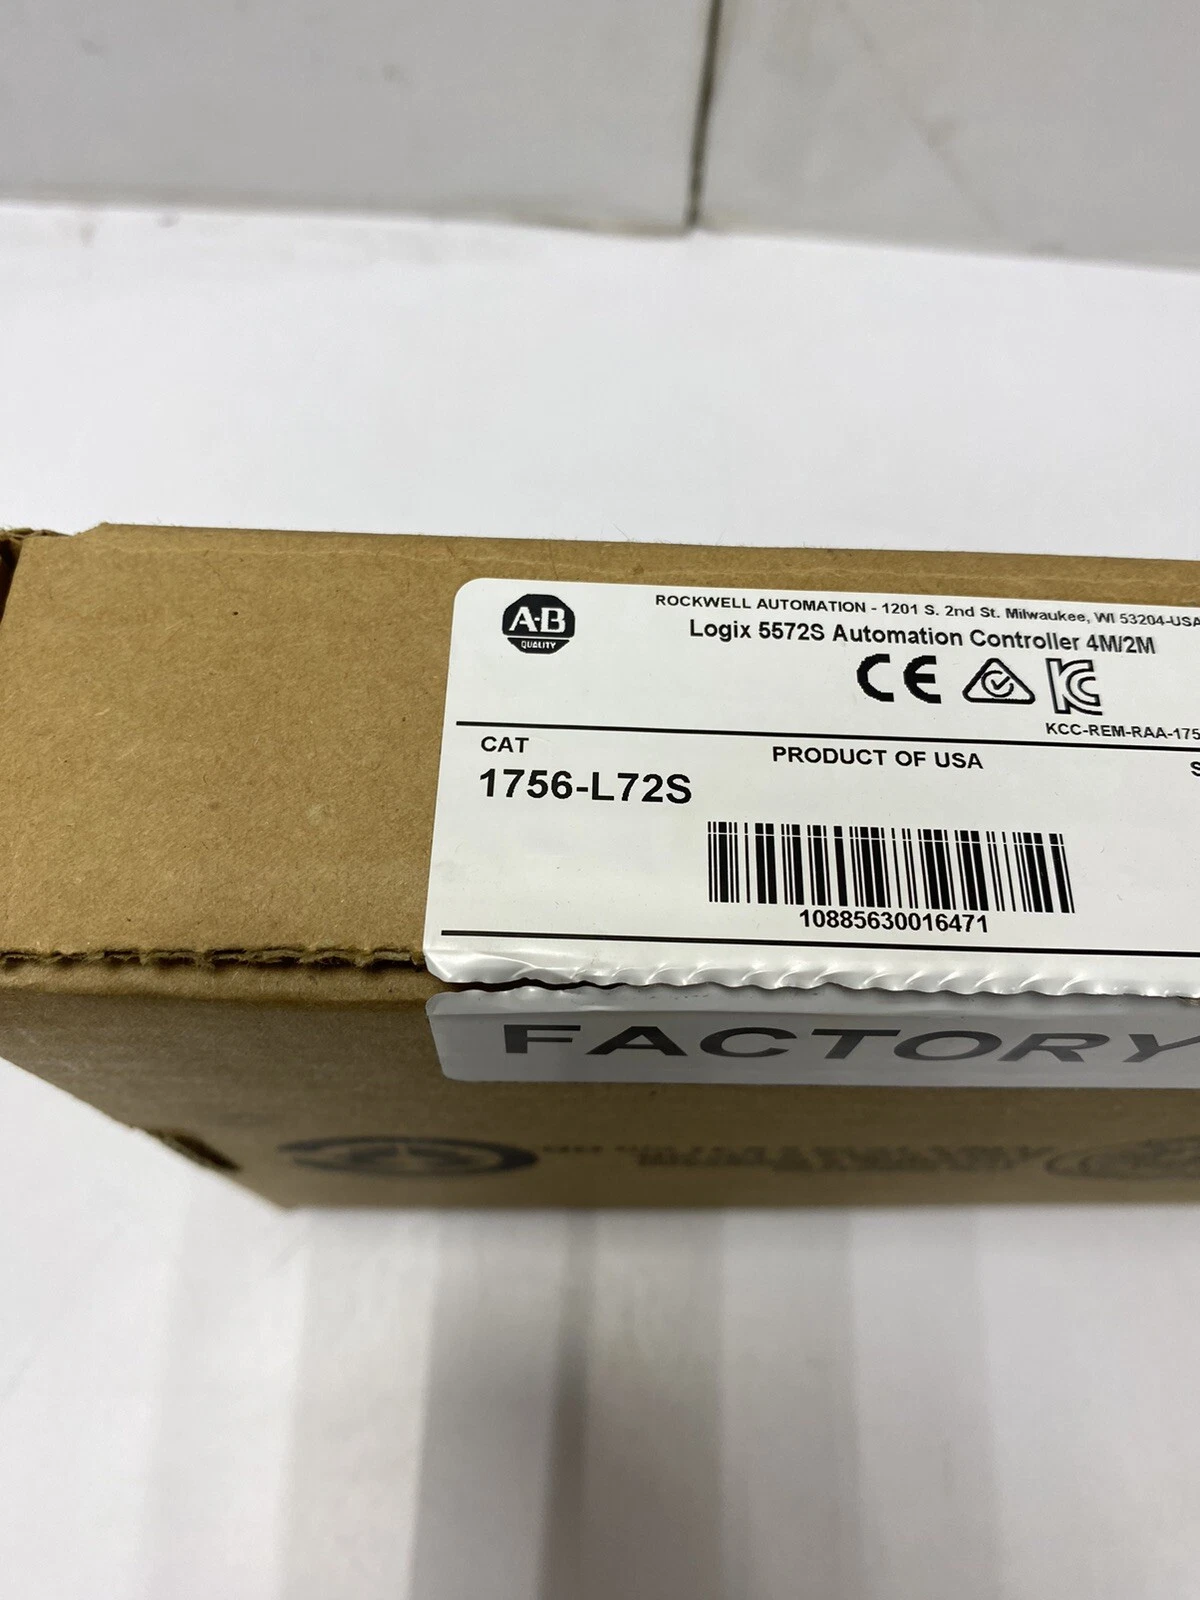 A-B
QUALITY
ROCKWELL AUTOMATION - 1201 S. 2nd St. Milwaukee, WI 53204-USA
Logix 5572S Automation Controller 4M/2M
CE
KCC-REM-RAA-175
CAT
PRODUCT OF USA
S
1756-L72S
10885630016471
FACTORY